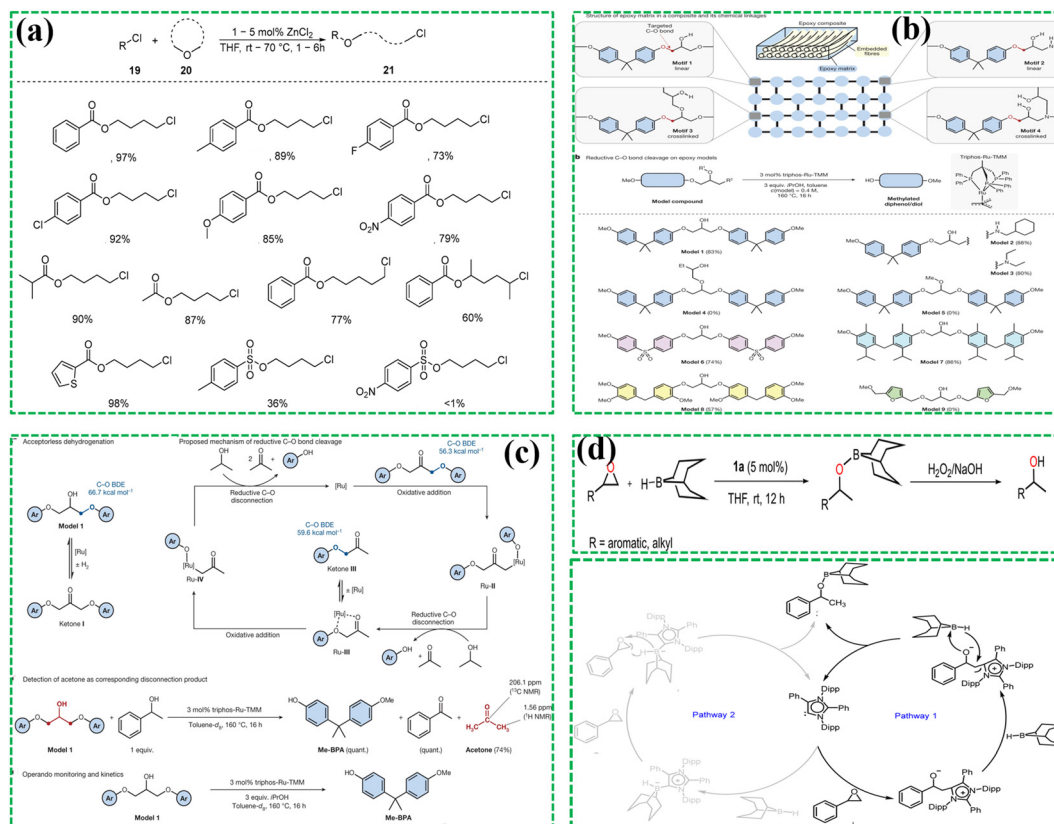 (a)
R-Cl + O 1 – 5 mol% ZnCl2 RO Cl
THF, rt – 70 °C, 1 – 6h
19 20 21
, 97% , 89% , 73%
92% , 85% , 79%
90% 87% 77% 60%
98% 36% <1%
(b)
Structure of epoxy matrix in a composite and its chemical linkages
Targeted
C–O bond
Epoxy composite
Embedded
fibres
Epoxy matrix
Motif 1
linear
Motif 2
linear
Motif 3
crosslinked
Motif 4
crosslinked
b Reductive C–O bond cleavage on epoxy models
Triphos-Ru-TMM
3 mol% triphos-Ru-TMM
3 equiv. iPrOH, toluene
c(model) = 0.4 M,
160 °C, 16 h
Model compound
Methylated
diphenol/diol
Model 1 (83%)
Model 2 (88%)
Model 3 (80%)
Model 4 (0%)
Model 5 (0%)
Model 6 (74%)
Model 7 (86%)
Model 8 (57%)
Model 9 (0%)
(c)
Acceptorless dehydrogenation
Proposed mechanism of reductive C–O bond cleavage
C–O BDE
66.7 kcal mol–1
Model 1
[Ru]
± H2
Ketone I
Reductive C–O
disconnection
[Ru]
C–O BDE
56.3 kcal mol–1
Oxidative addition
C–O BDE
59.6 kcal mol–1
Ketone III
± [Ru]
Ru-IV
Ru-II
Ru-III
Oxidative addition
Reductive C–O
disconnection
Detection of acetone as corresponding disconnection product
206.1 ppm
(13C NMR)
1.56 ppm
(1H NMR)
3 mol% triphos-Ru-TMM
Toluene-d8, 160 °C, 16 h
Model 1
1 equiv.
Me-BPA (quant.)
(quant.)
Acetone (74%)
Operando monitoring and kinetics
3 mol% triphos-Ru-TMM
3 equiv. iPrOH
Toluene-d8, 160 °C, 16 h
Model 1
Me-BPA
(d)
1a (5 mol%)
THF, rt, 12 h
H2O2/NaOH
R = aromatic, alkyl
Pathway 2
Pathway 1